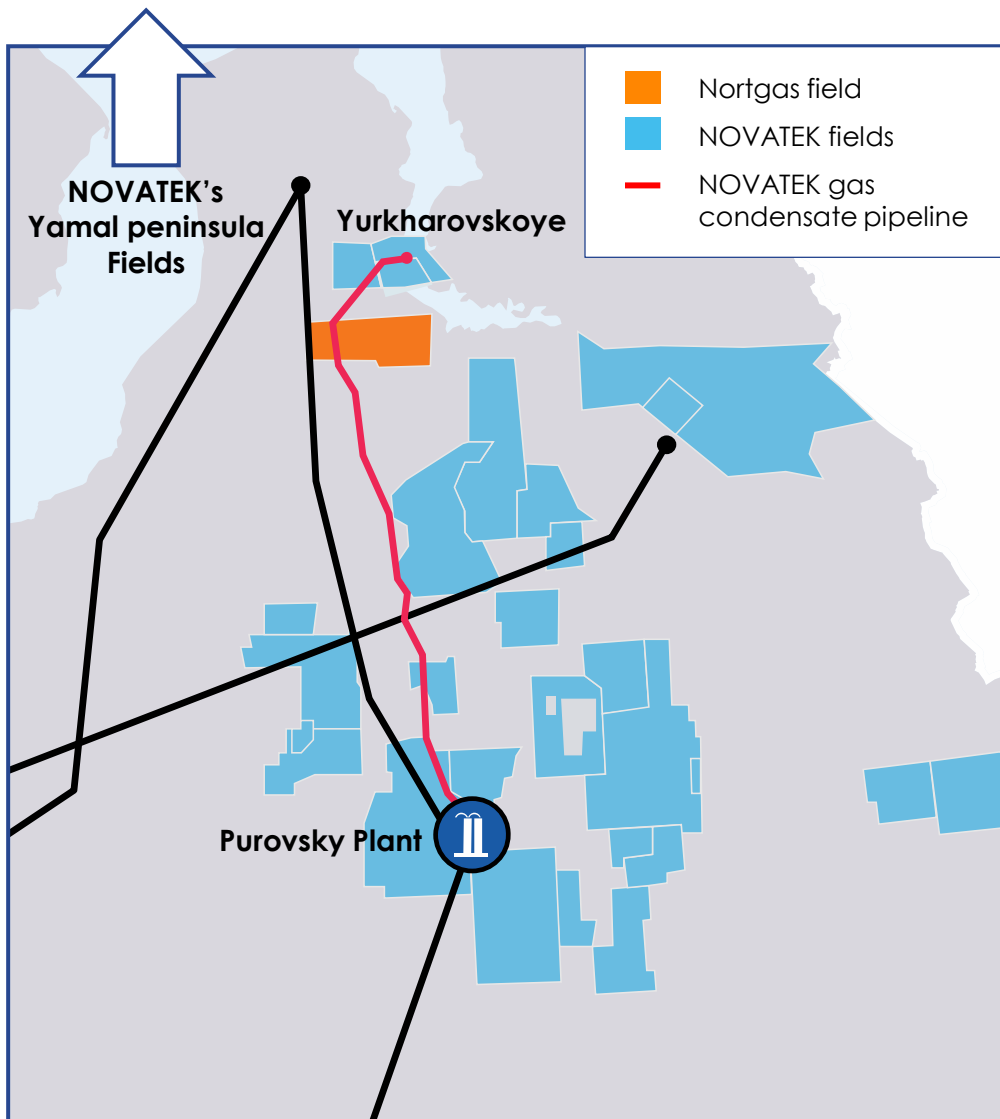 Nortgas field
NOVATEK fields
NOVATEK gas
condensate pipeline
NOVATEK's
Yamal peninsula
Fields
Yurkharovskoye
Purovsky Plant